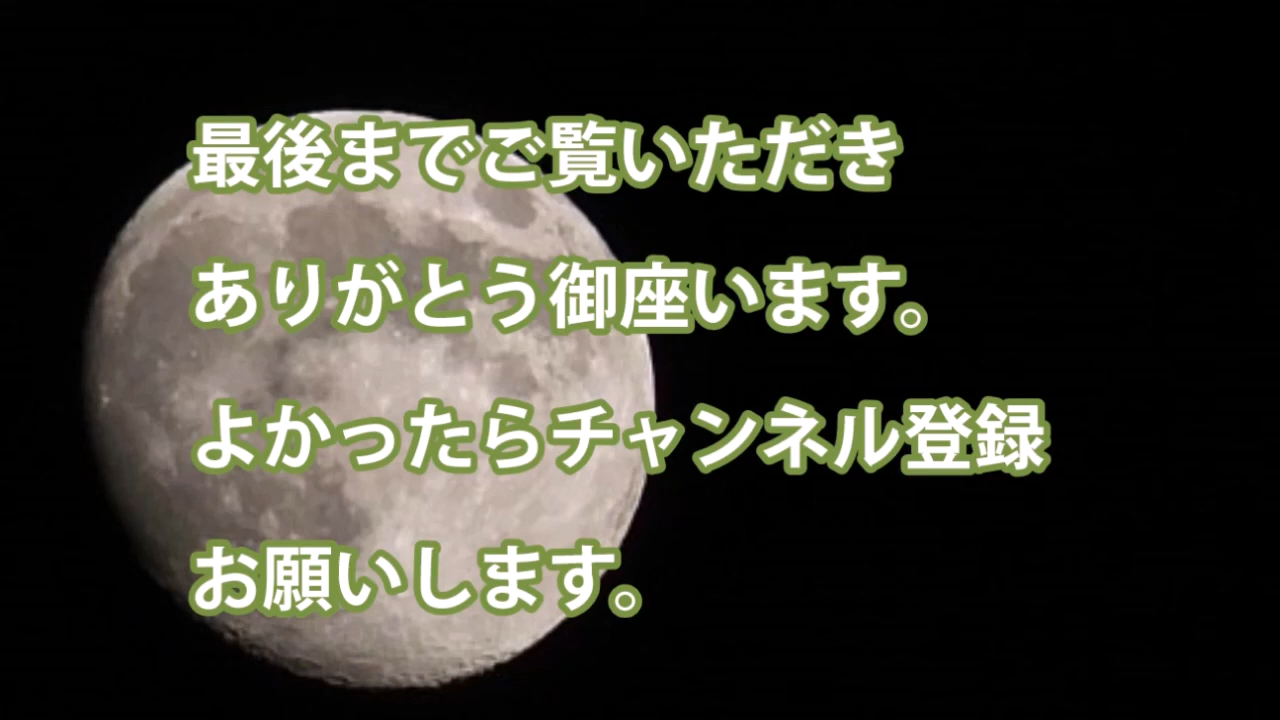 最後までご覧いただき
ありがとう御座います。
よかったらチャンネル登録
お願いします。